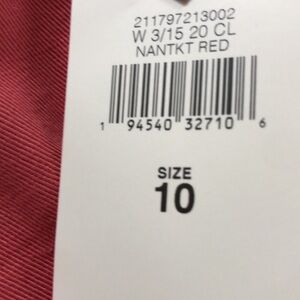 211797213002
W 3/15 20 CL
NANTKT RED
1 94540 32710 6
SIZE
10